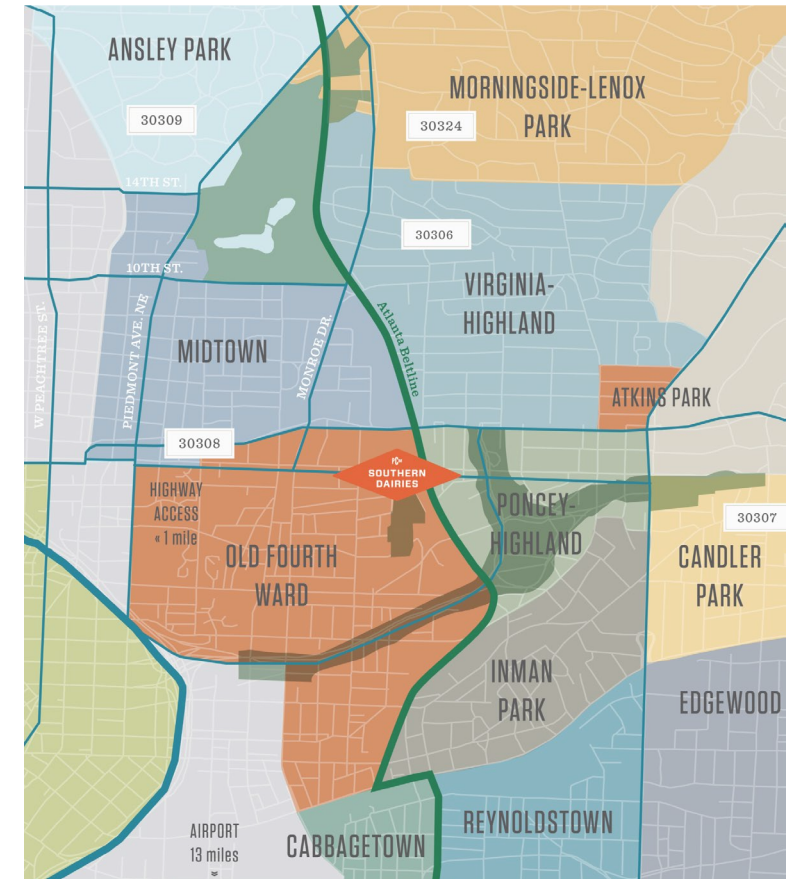 ANSLEY PARK
MORNINGSIDE-LENOX
PARK
30309
30324
14TH ST.
30306
10TH ST.
VIRGINIA-
HIGHLAND
W PEACHTREE ST.
PIEDMONT AVE. NE
MIDTOWN
MONROE DR.
Atlanta Beltline
ATKINS PARK
30308
SOUTHERN
DAIRIES
HIGHWAY
ACCESS
« 1 mile
PONCEY-
HIGHLAND
30307
OLD FOURTH
WARD
CANDLER
PARK
INMAN
PARK
EDGEWOOD
AIRPORT
13 miles
CABBAGETOWN
REYNOLDSTOWN